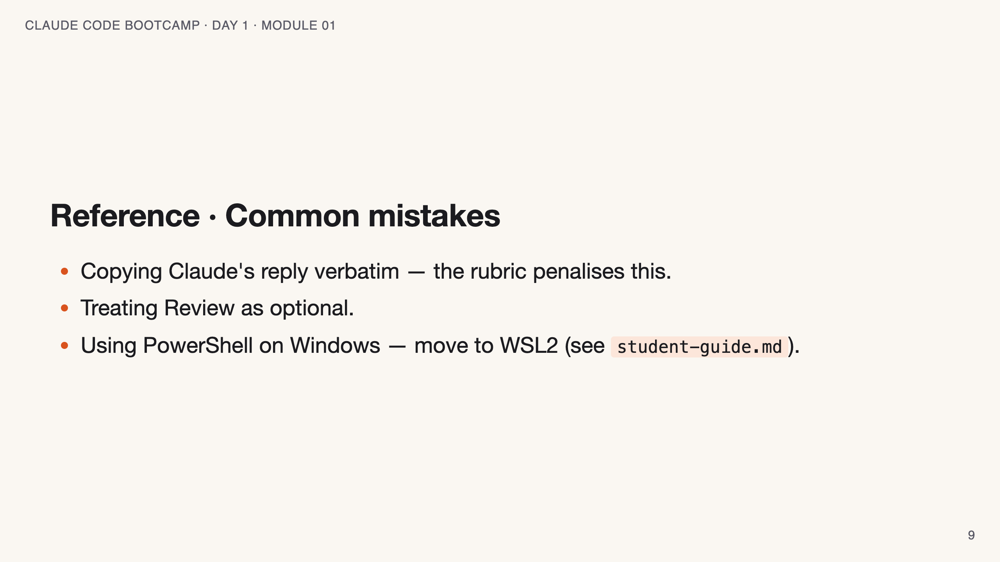 CLAUDE CODE BOOTCAMP · DAY 1 · MODULE 01
Reference · Common mistakes
• Copying Claude's reply verbatim — the rubric penalises this.
• Treating Review as optional.
• Using PowerShell on Windows — move to WSL2 (see student-guide.md).
9